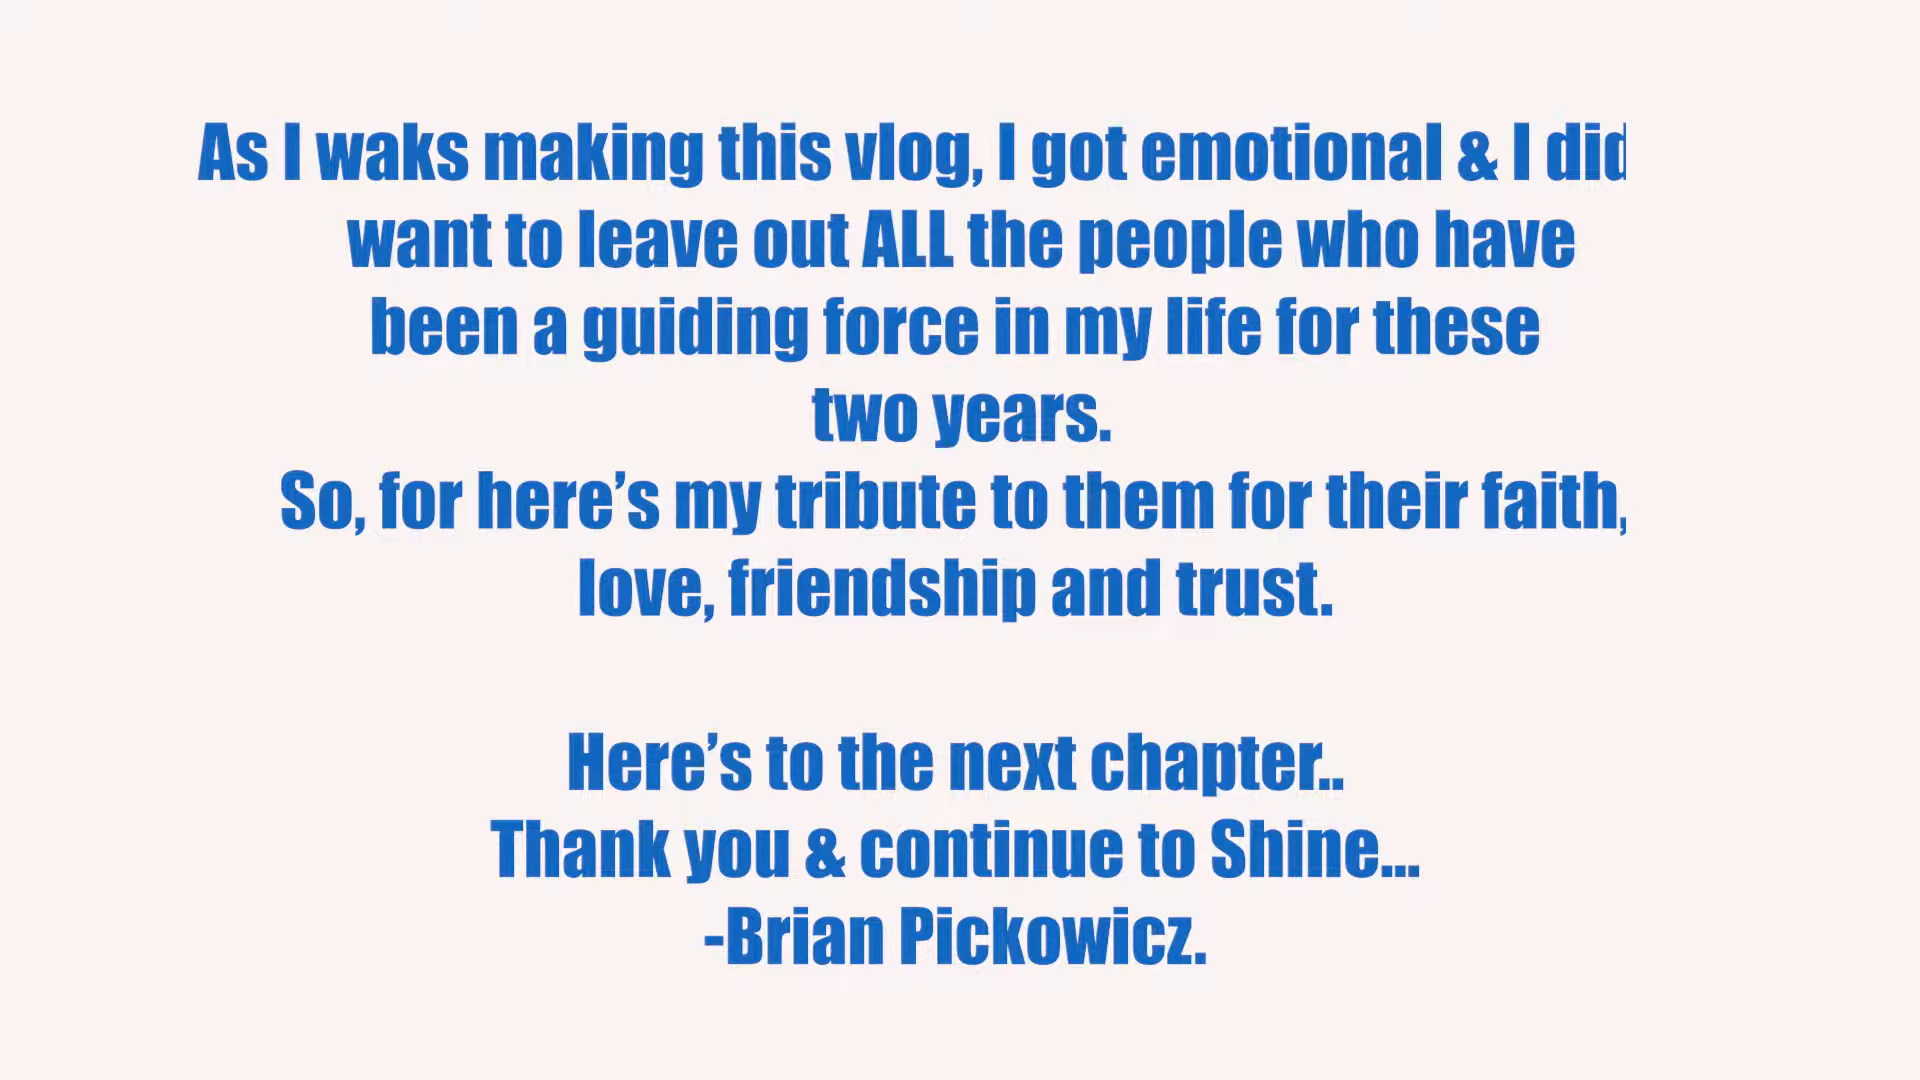 As I waks making this vlog, I got emotional & I did
want to leave out ALL the people who have
been a guiding force in my life for these
two years.
So, for here’s my tribute to them for their faith,
love, friendship and trust.
Here’s to the next chapter..
Thank you & continue to Shine...
-Brian Pickowicz.